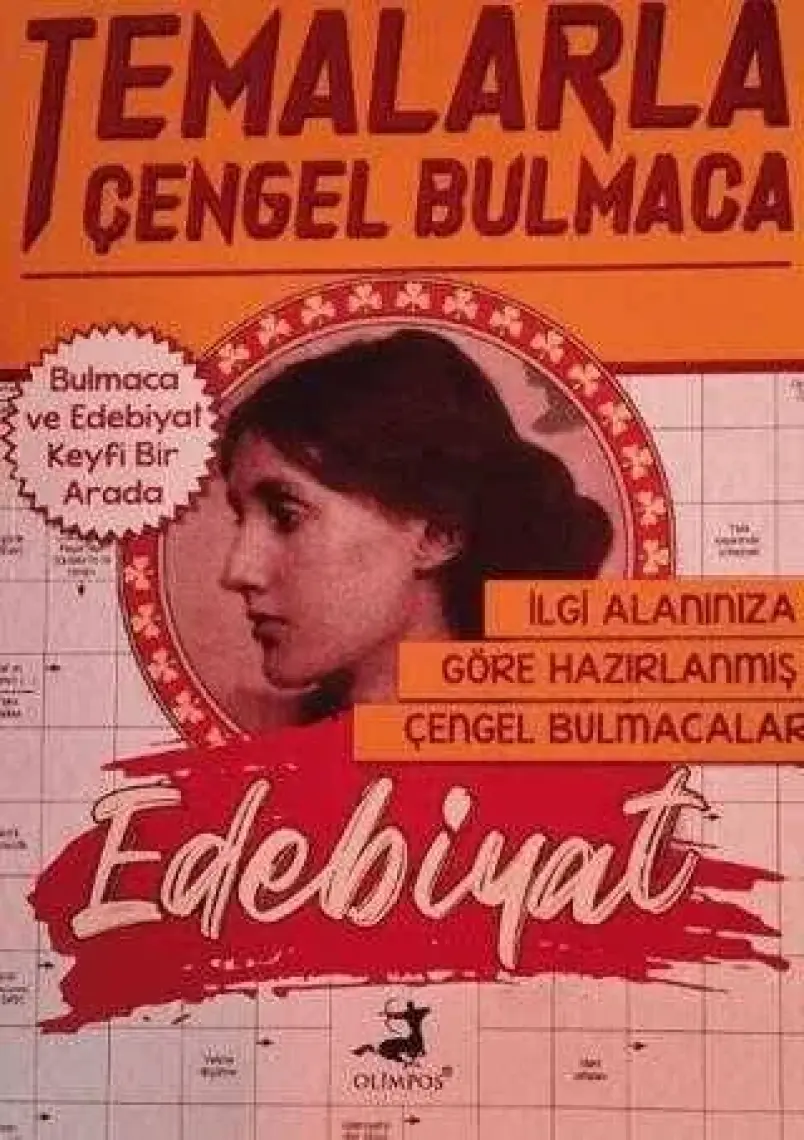 TEMALARLA
ÇENGEL BULMACA
Bulmaca
ve Edebiyat
Keyfi Bir
Arada
İLGİ ALANINIZA
GÖRE HAZIRLANMIŞ
ÇENGEL BULMACALAR
Edebiyat
OLİMPOS